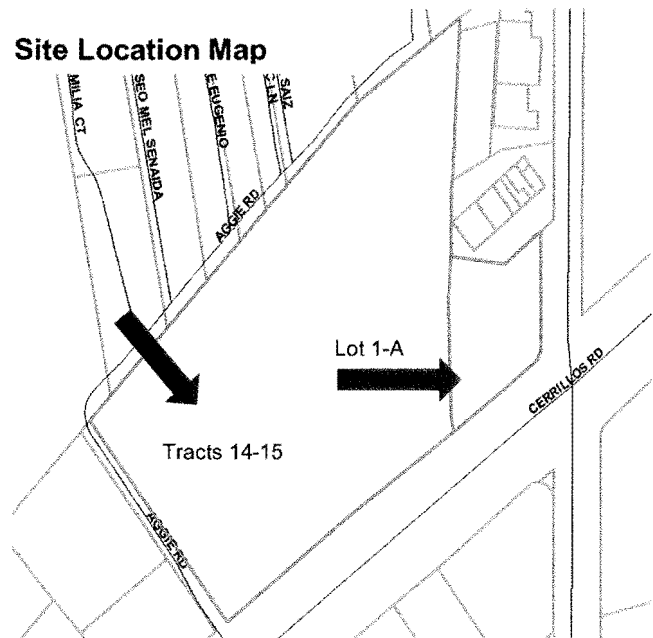 Site Location Map
MILIA CT
SEO MEL SENAIDA
E EUGENIO
C LN
SAIZ
AGGIE RD
Lot 1-A
CERRILLOS RD
Tracts 14-15
AGGIE RD